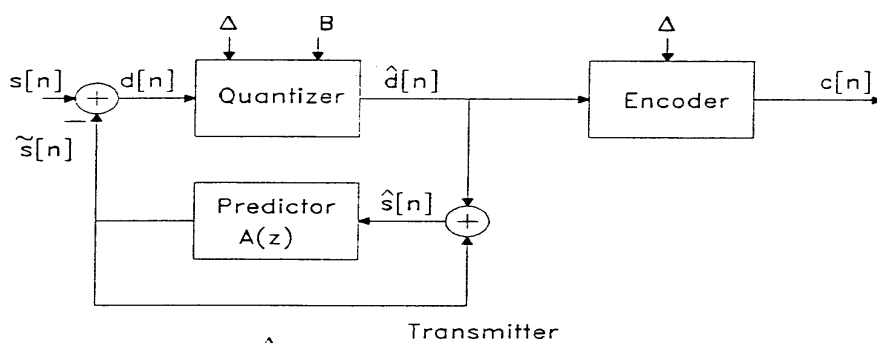 Δ B Δ
s[n] d[n] Quantizer d̂[n] Encoder c[n]
+
−
s̃[n]
Predictor ŝ[n] +
A(z)
Transmitter